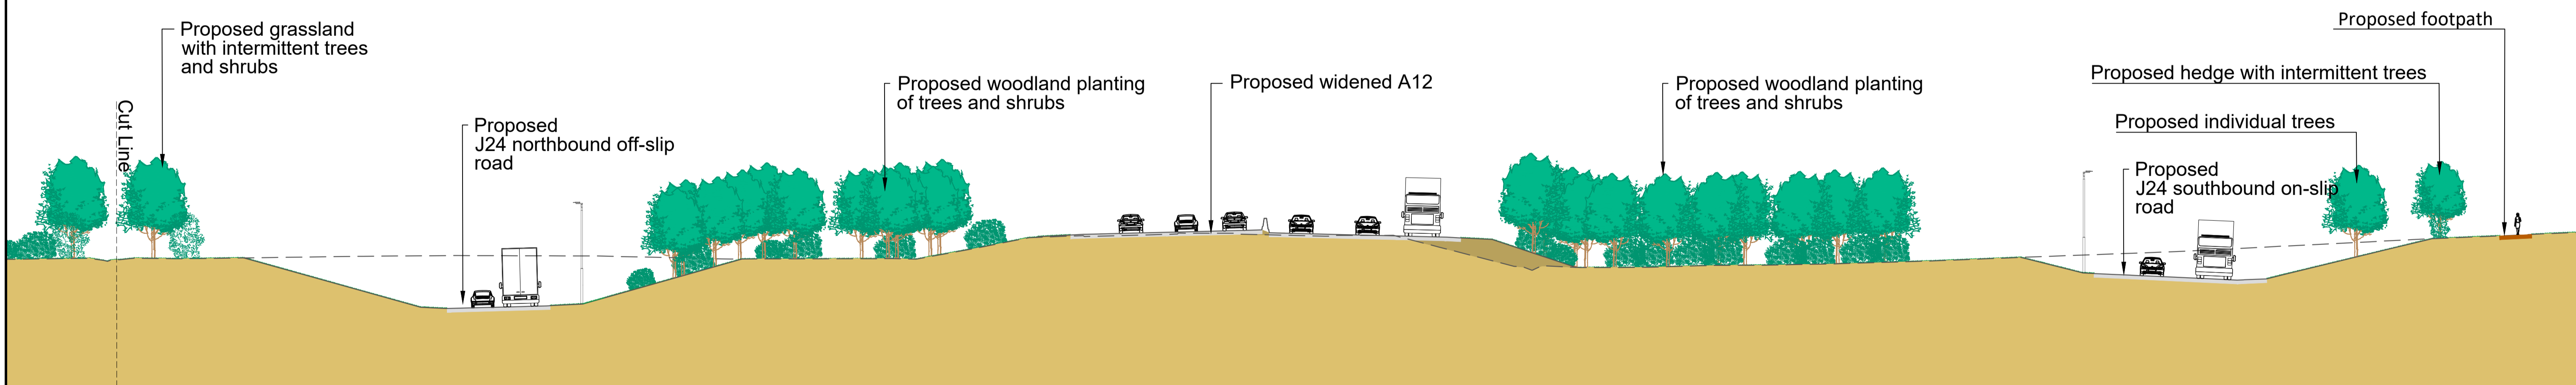 Proposed grassland
with intermittent trees
and shrubs
Cut Line
Proposed
J24 northbound off-slip
road
Proposed woodland planting
of trees and shrubs
Proposed widened A12
Proposed woodland planting
of trees and shrubs
Proposed footpath
Proposed hedge with intermittent trees
Proposed individual trees
Proposed
J24 southbound on-slip
road